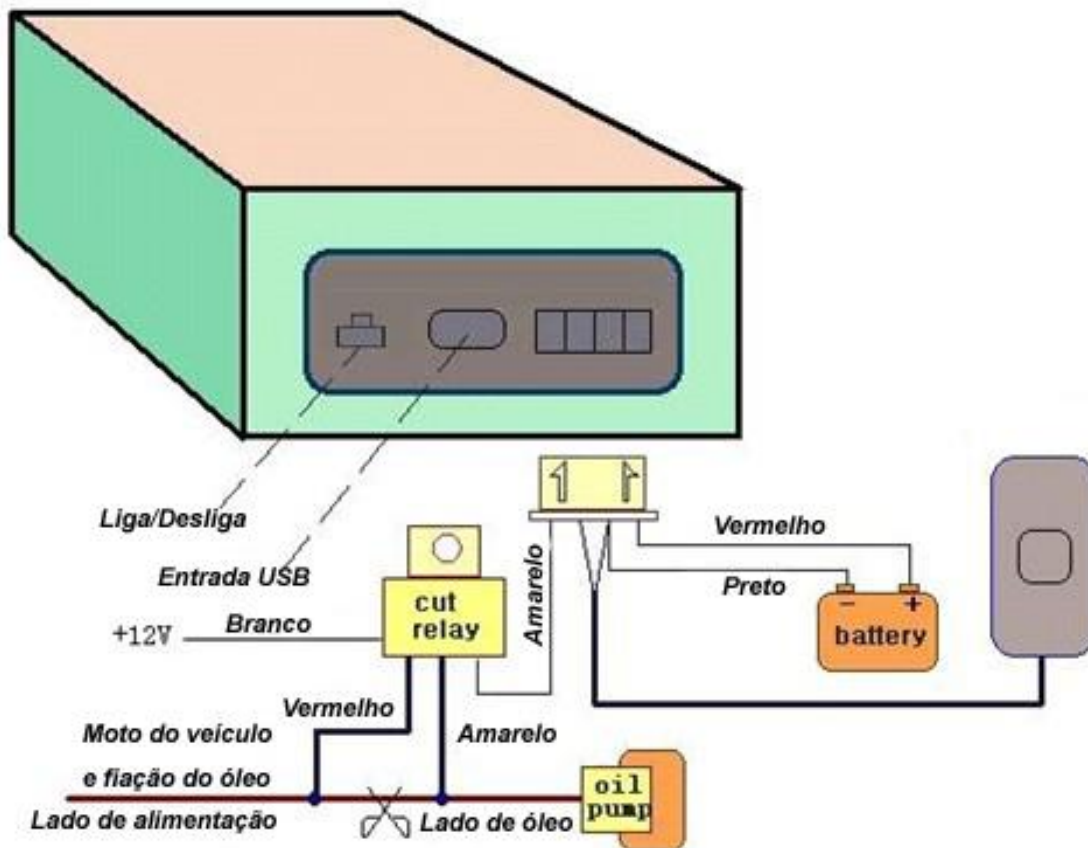 Liga/Desliga
Entrada USB
Vermelho
Preto
Amarelo
cut
relay
+12V
Branco
- +
battery
Vermelho
Amarelo
Moto do veículo
e fiação do óleo
Lado de alimentação
Lado de óleo
oil
pump